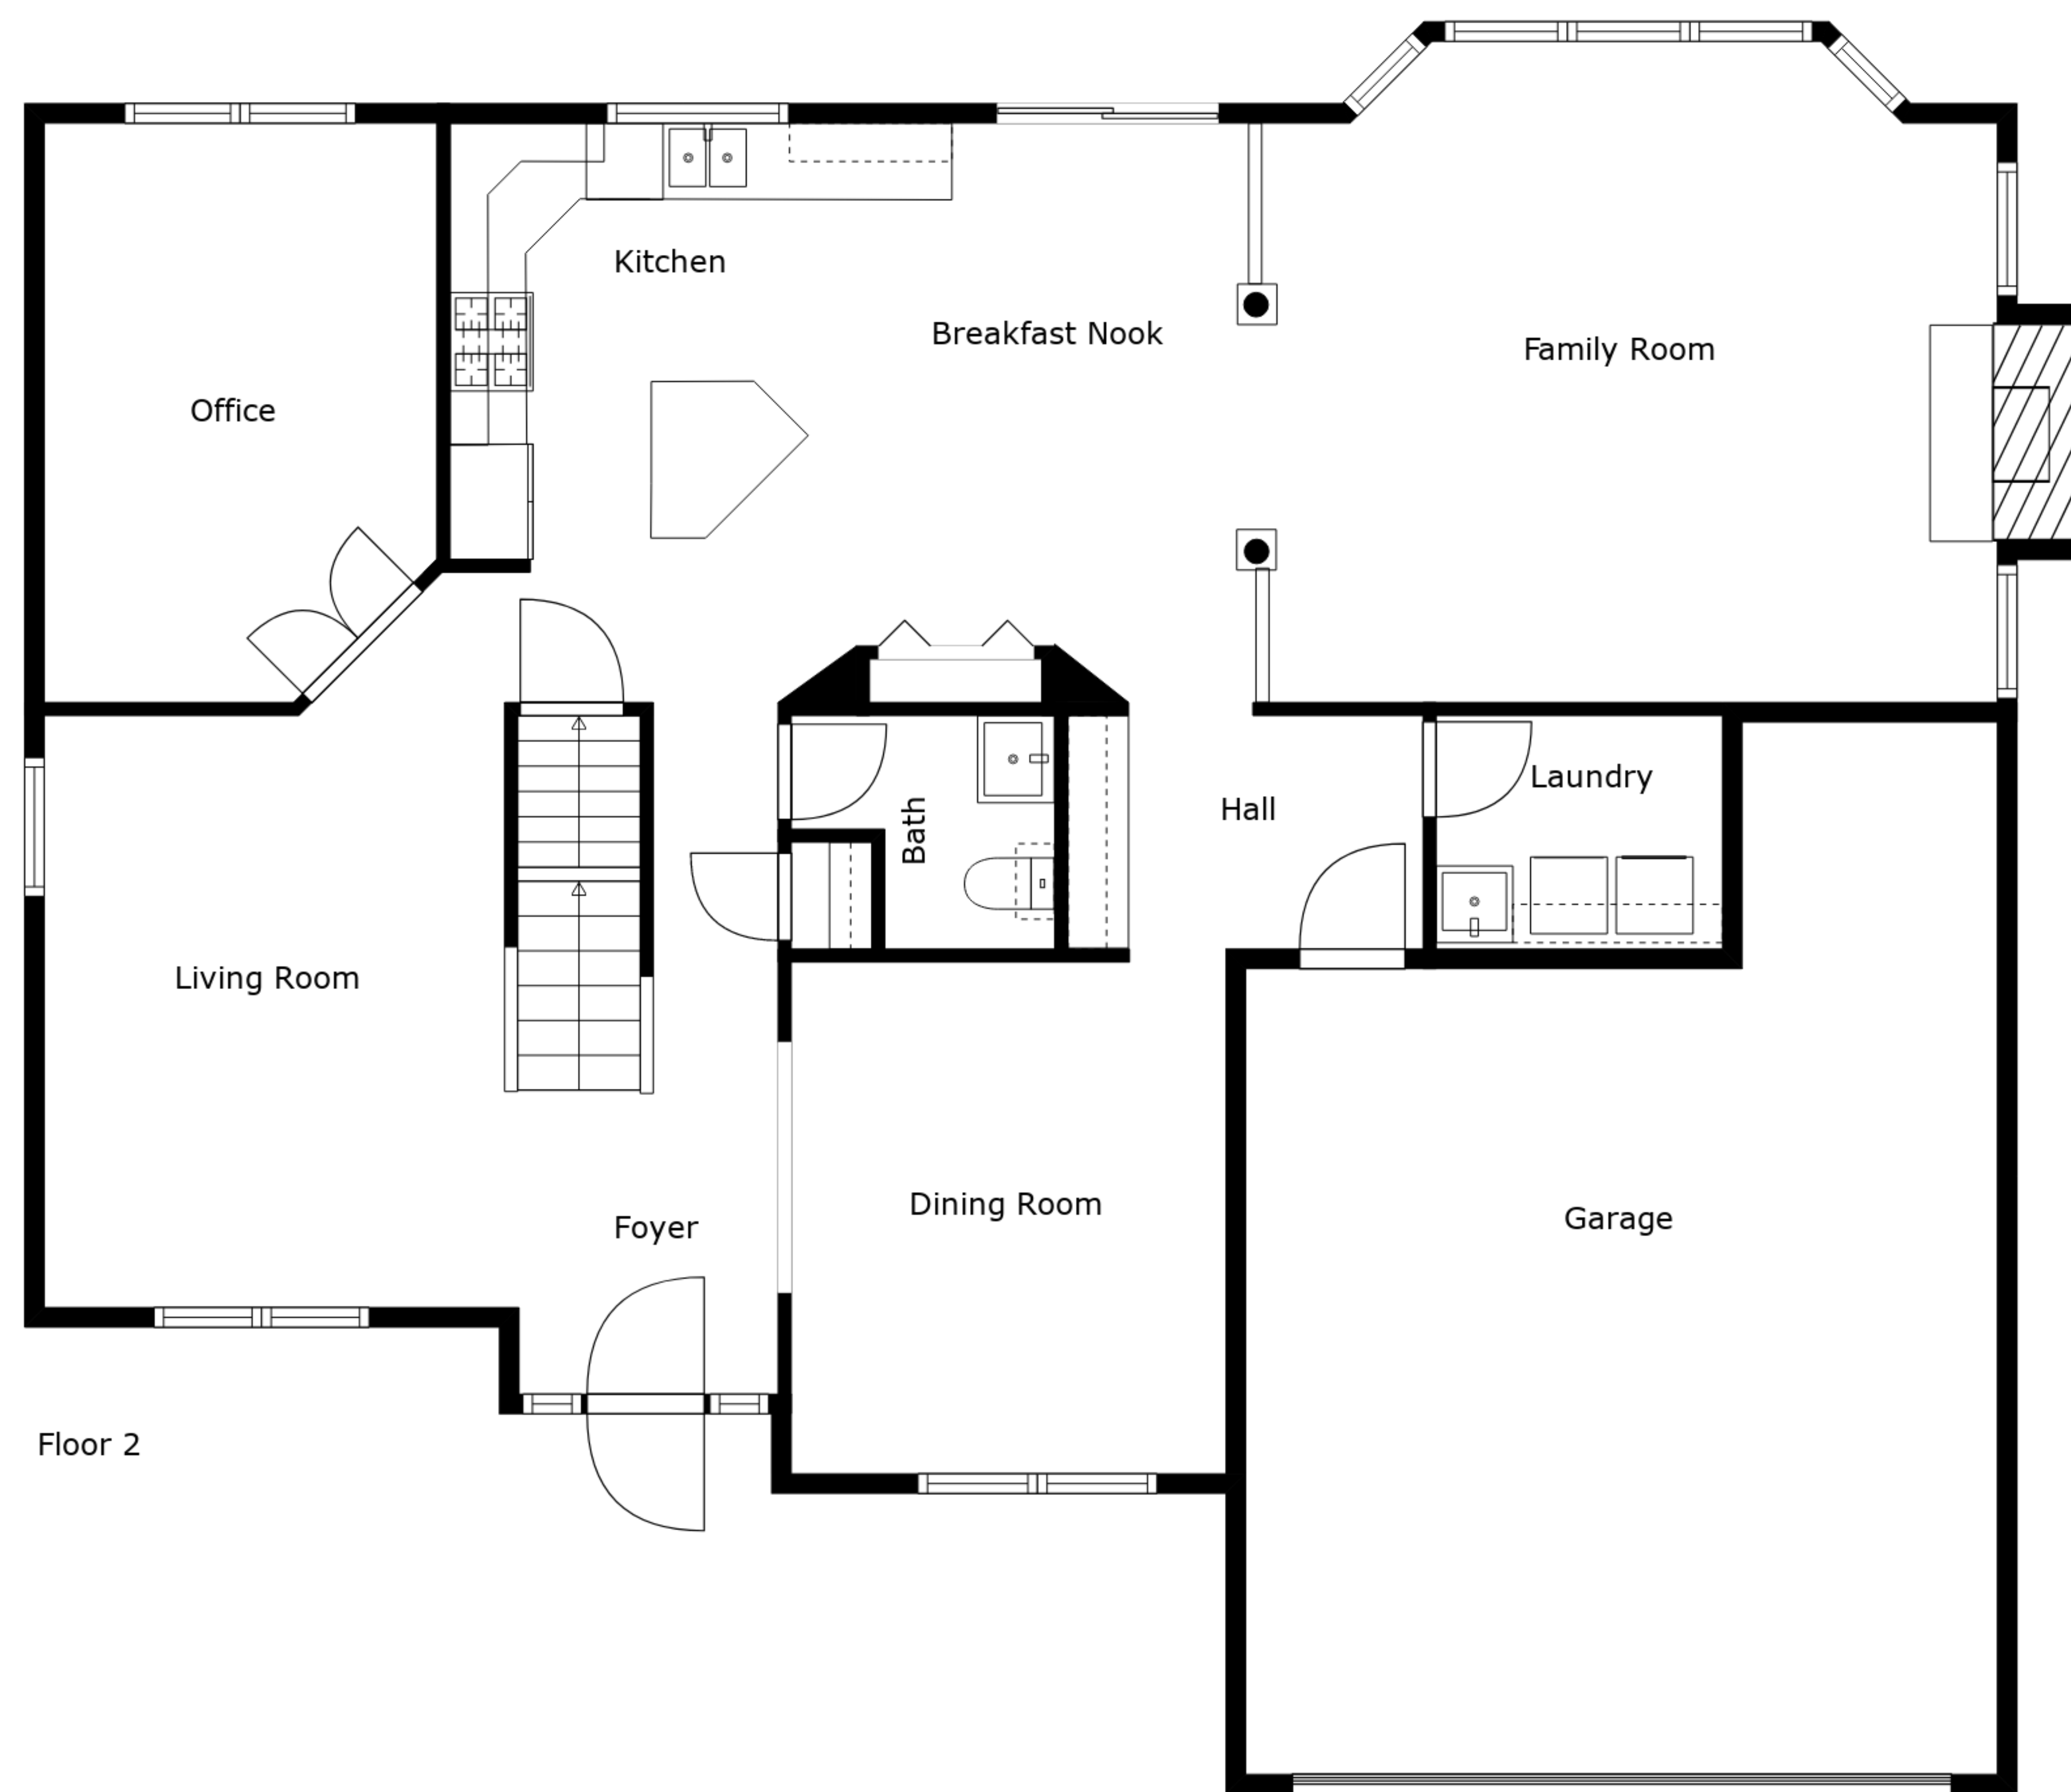 Kitchen
Breakfast Nook
Family Room
Office
Laundry
Hall
Bath
Living Room
Dining Room
Garage
Foyer
Floor 2